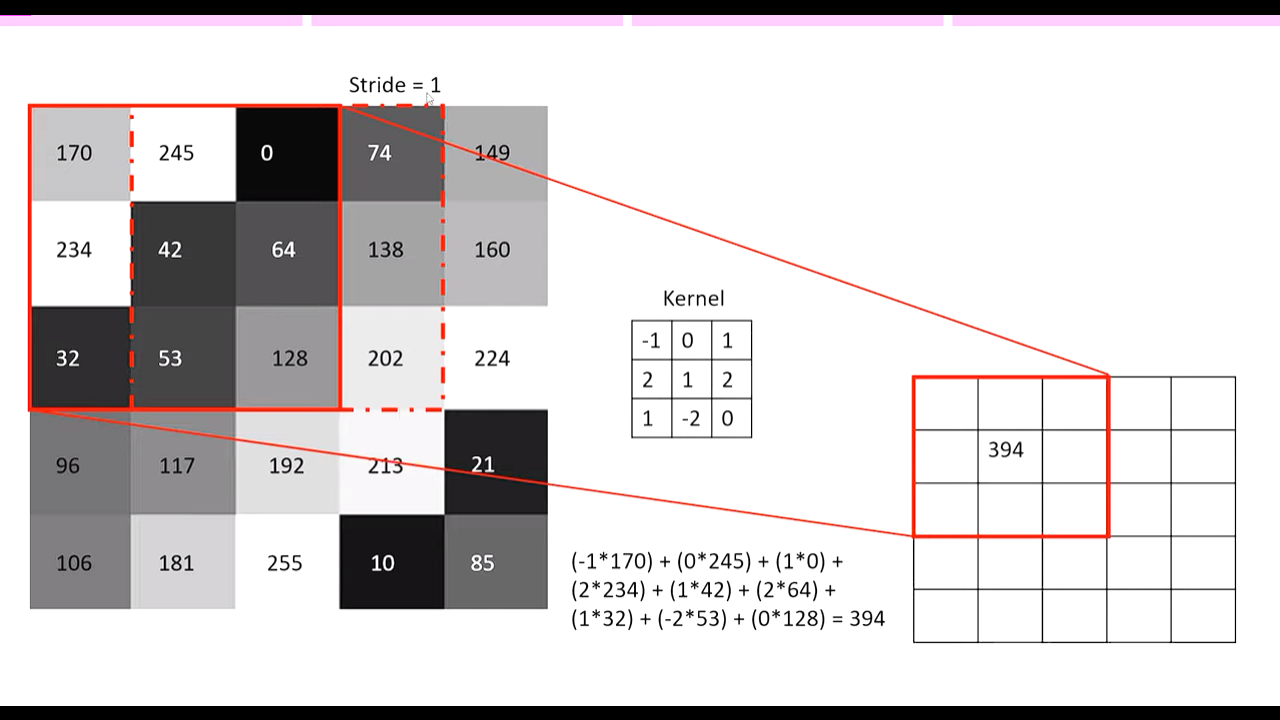 Stride = 1
170 245 0 74 149
234 42 64 138 160
32 53 128 202 224
96 117 192 213 21
106 181 255 10 85
Kernel
-1 0 1
2 1 2
1 -2 0
394
(-1*170) + (0*245) + (1*0) +
(2*234) + (1*42) + (2*64) +
(1*32) + (-2*53) + (0*128) = 394